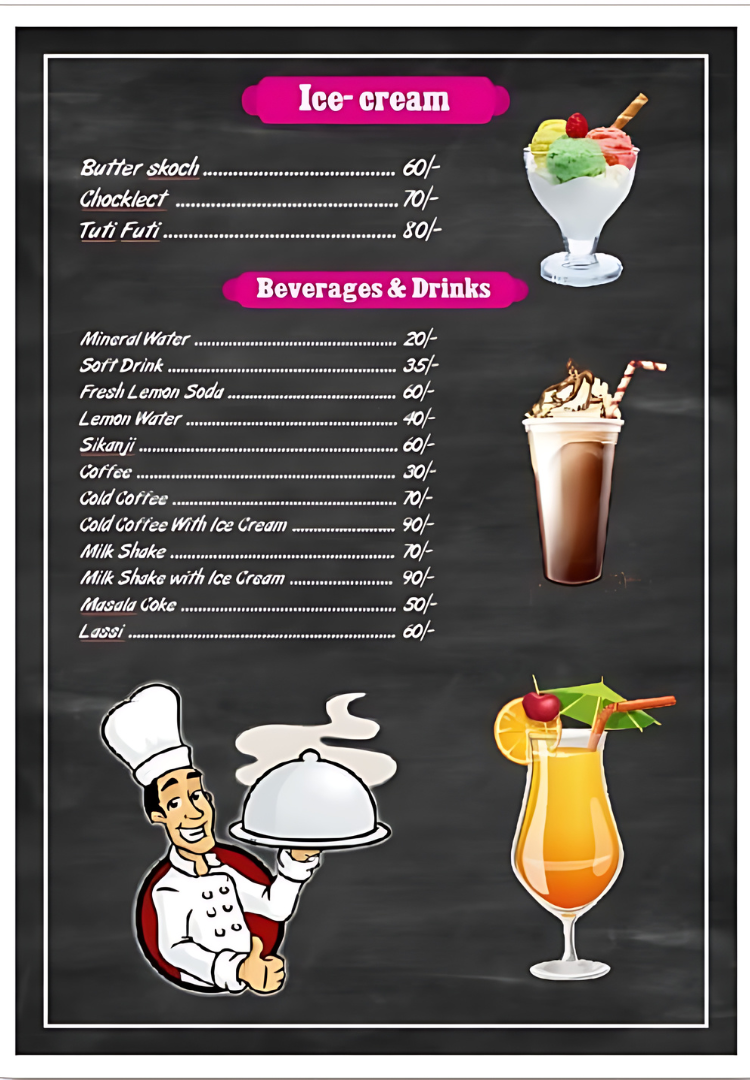 Ice- cream
Butter skoch ........................................ 60/-
Chocklect ........................................ 70/-
Tuti Futi ........................................ 80/-
Beverages & Drinks
Mineral Water ........................................ 20/-
Soft Drink ........................................ 35/-
Fresh Lemon Soda ........................................ 60/-
Lemon Water ........................................ 40/-
Sikanji ........................................ 60/-
Coffee ........................................ 30/-
Cold Coffee ........................................ 70/-
Cold Coffee With Ice Cream ........................ 90/-
Milk Shake ........................................ 70/-
Milk Shake with Ice Cream ........................ 90/-
Masala Coke ........................................ 50/-
Lassi ........................................ 60/-